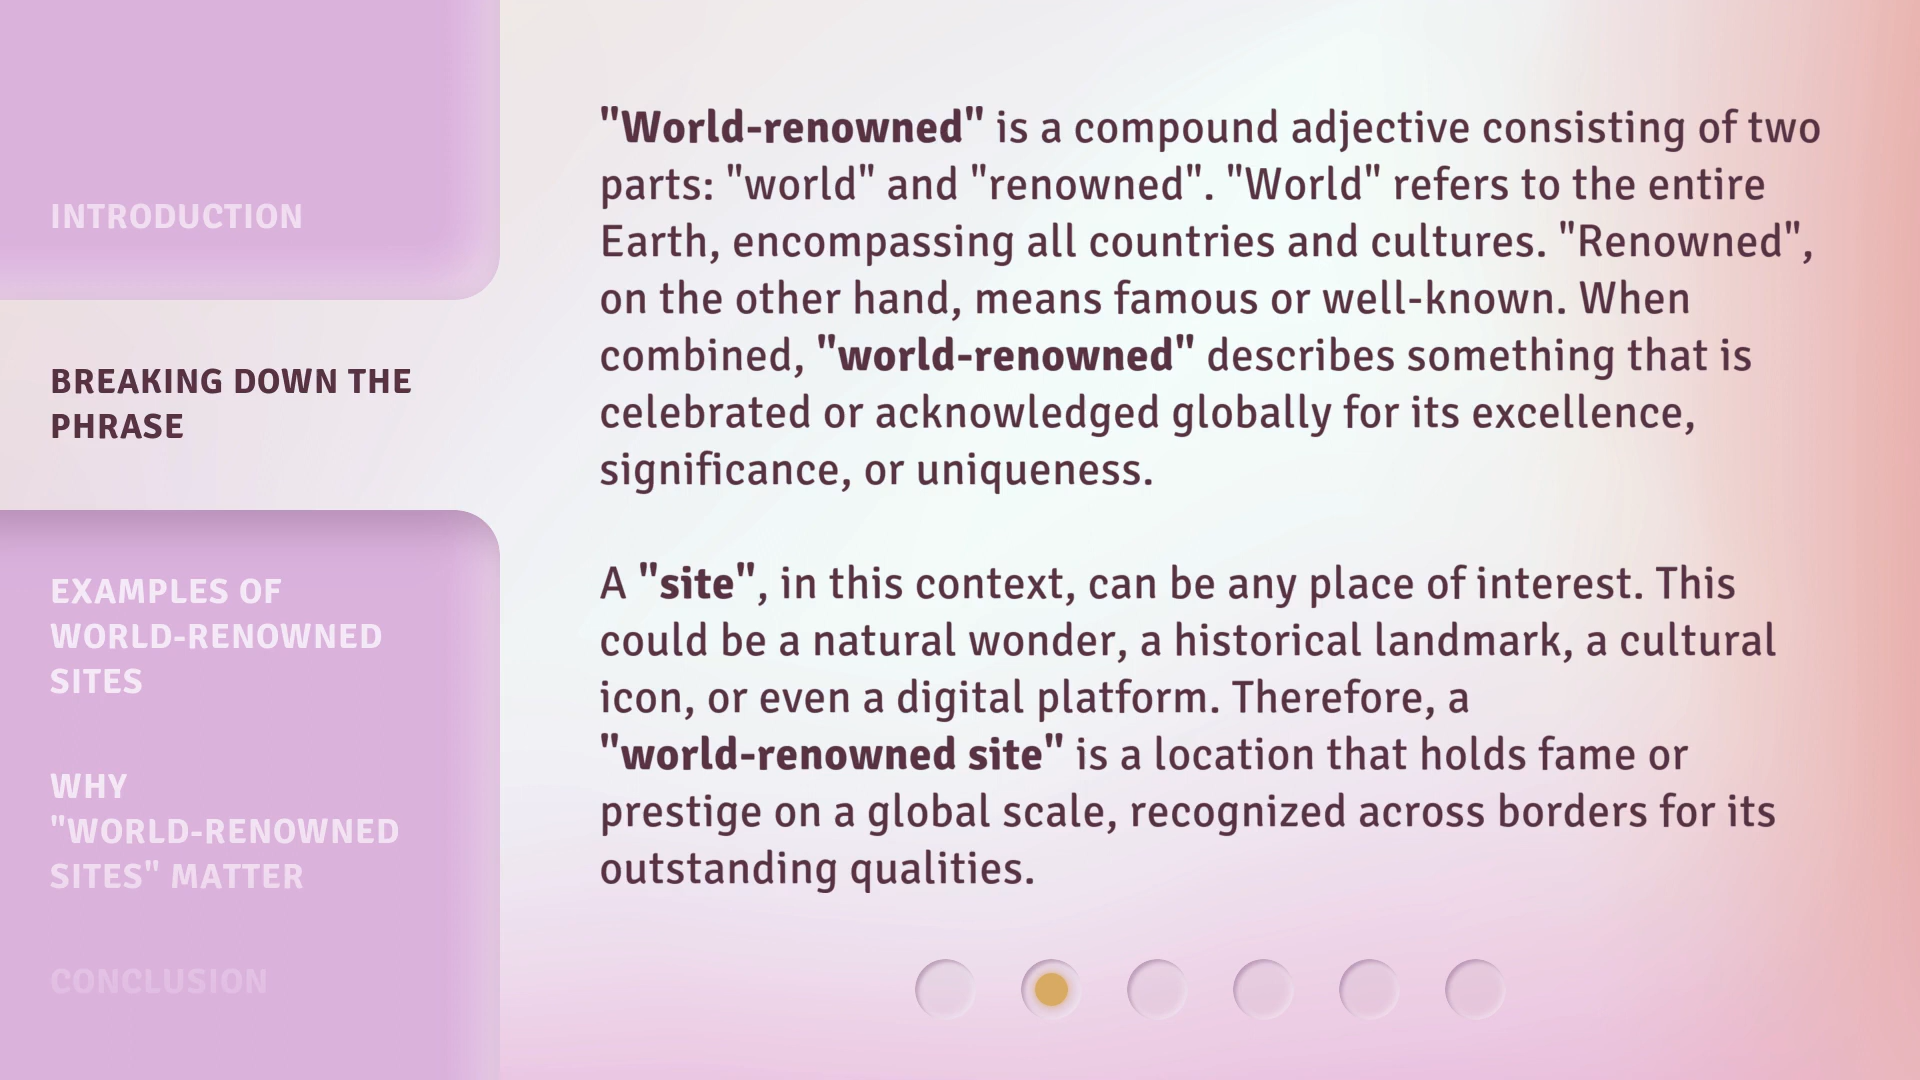 INTRODUCTION
BREAKING DOWN THE
PHRASE
EXAMPLES OF
WORLD-RENOWNED
SITES
WHY
"WORLD-RENOWNED
SITES" MATTER
CONCLUSION
"World-renowned" is a compound adjective consisting of two
parts: "world" and "renowned". "World" refers to the entire
Earth, encompassing all countries and cultures. "Renowned",
on the other hand, means famous or well-known. When
combined, "world-renowned" describes something that is
celebrated or acknowledged globally for its excellence,
significance, or uniqueness.
A "site", in this context, can be any place of interest. This
could be a natural wonder, a historical landmark, a cultural
icon, or even a digital platform. Therefore, a
"world-renowned site" is a location that holds fame or
prestige on a global scale, recognized across borders for its
outstanding qualities.